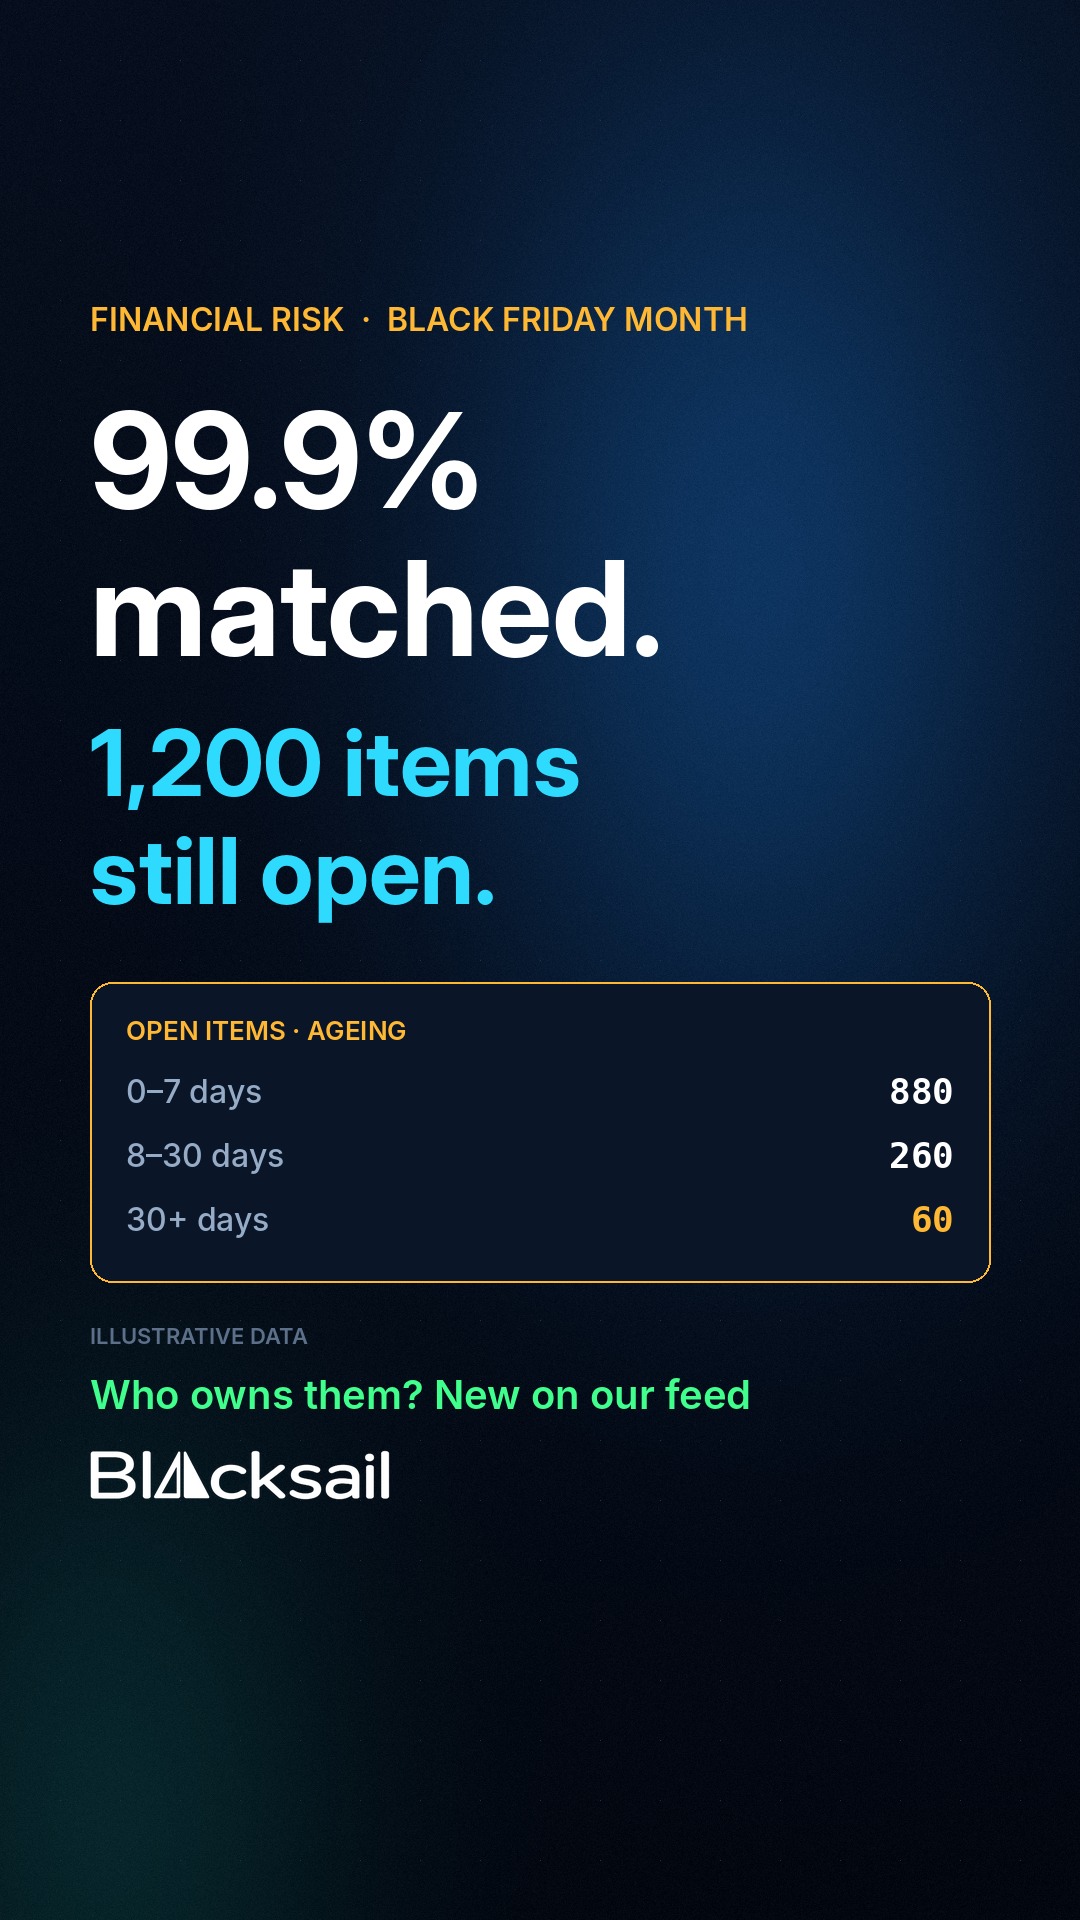 FINANCIAL RISK · BLACK FRIDAY MONTH
99.9%
matched.
1,200 items
still open.
OPEN ITEMS · AGEING
0–7 days 880
8–30 days 260
30+ days 60
ILLUSTRATIVE DATA
Who owns them? New on our feed
Blacksail